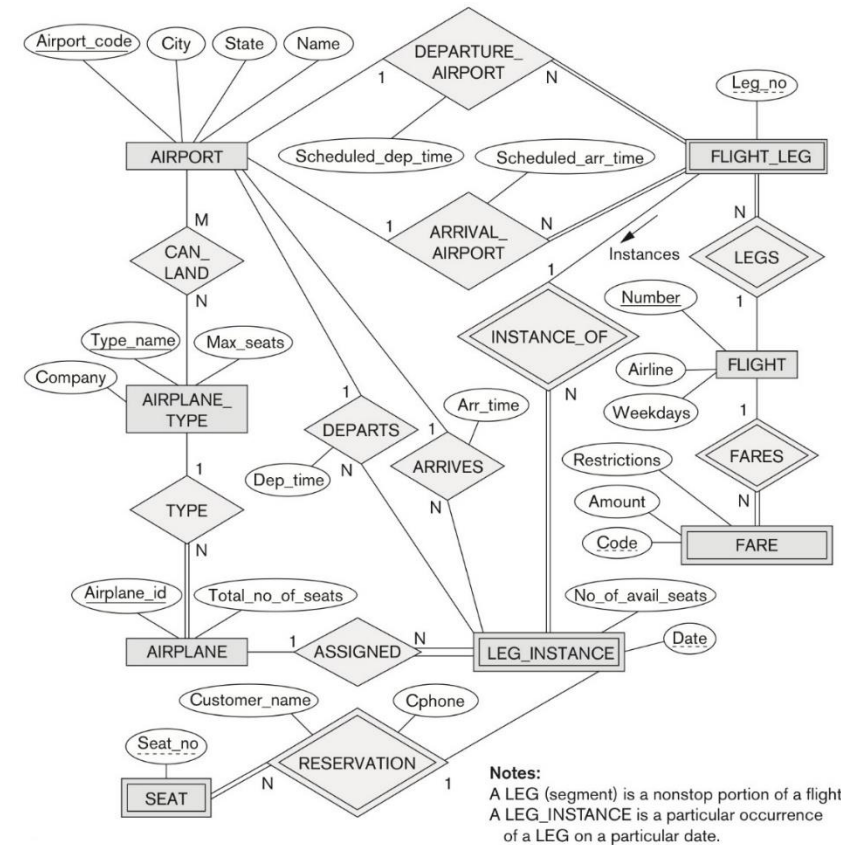 Airport_code
City
State
Name
DEPARTURE_
AIRPORT
1
N
Leg_no
Scheduled_dep_time
Scheduled_arr_time
AIRPORT
FLIGHT_LEG
M
1
ARRIVAL_
AIRPORT
N
Instances
N
CAN_
LAND
LEGS
N
1
1
Number
Type_name
Max_seats
INSTANCE_OF
Company
AIRPLANE_
TYPE
Airline
FLIGHT
N
Weekdays
1
1
Arr_time
1
DEPARTS
1
FARES
Dep_time
N
ARRIVES
Restrictions
TYPE
N
Amount
N
N
Code
FARE
Airplane_id
Total_no_of_seats
No_of_avail_seats
AIRPLANE
1
ASSIGNED
N
LEG_INSTANCE
Date
Customer_name
Cphone
Seat_no
RESERVATION
N
1
SEAT
Notes:
A LEG (segment) is a nonstop portion of a flight
A LEG_INSTANCE is a particular occurrence
of a LEG on a particular date.